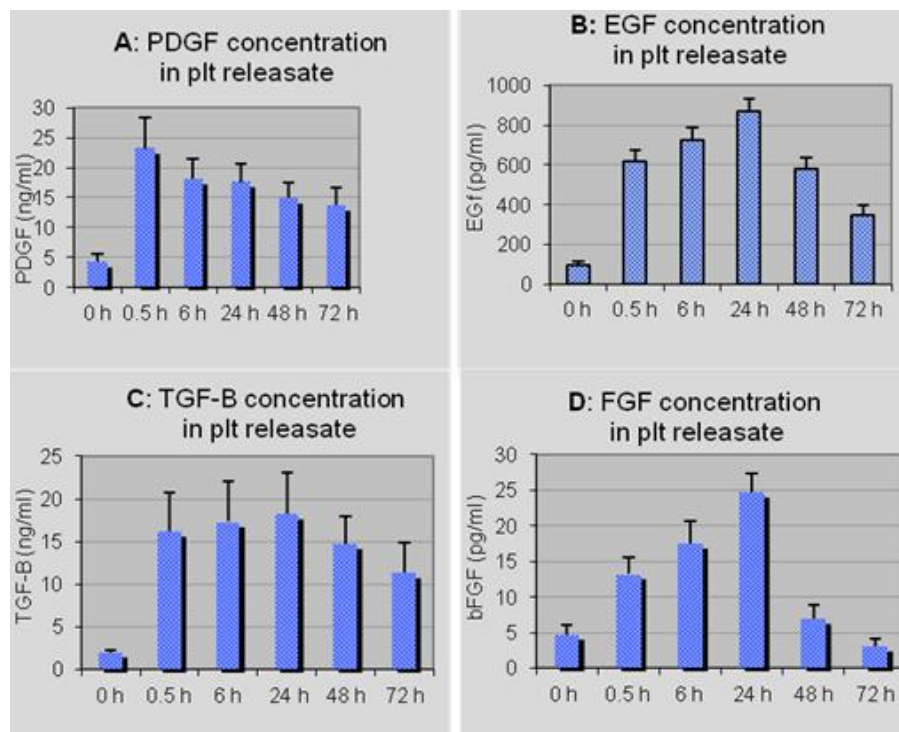 A: PDGF concentration
in plt releasate
PDGF (ng/ml)
30
25
20
15
10
5
0
0 h 0.5 h 6 h 24 h 48 h 72 h
B: EGF concentration
in plt releasate
EGf (pg/ml)
1000
800
600
400
200
0
0 h 0.5 h 6 h 24 h 48 h 72 h
C: TGF-B concentration
in plt releasate
TGF-B (ng/ml)
25
20
15
10
5
0
0 h 0.5 h 6 h 24 h 48 h 72 h
D: FGF concentration
in plt releasate
bFGF (pg/ml)
30
25
20
15
10
5
0
0 h 0.5 h 6 h 24 h 48 h 72 h